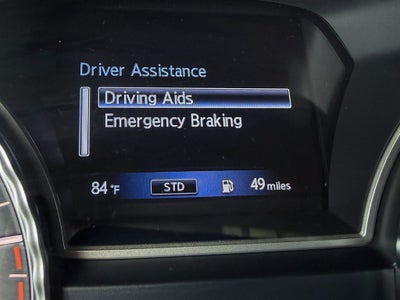 Driver Assistance
Driving Aids
Emergency Braking
84°F STD 49 miles